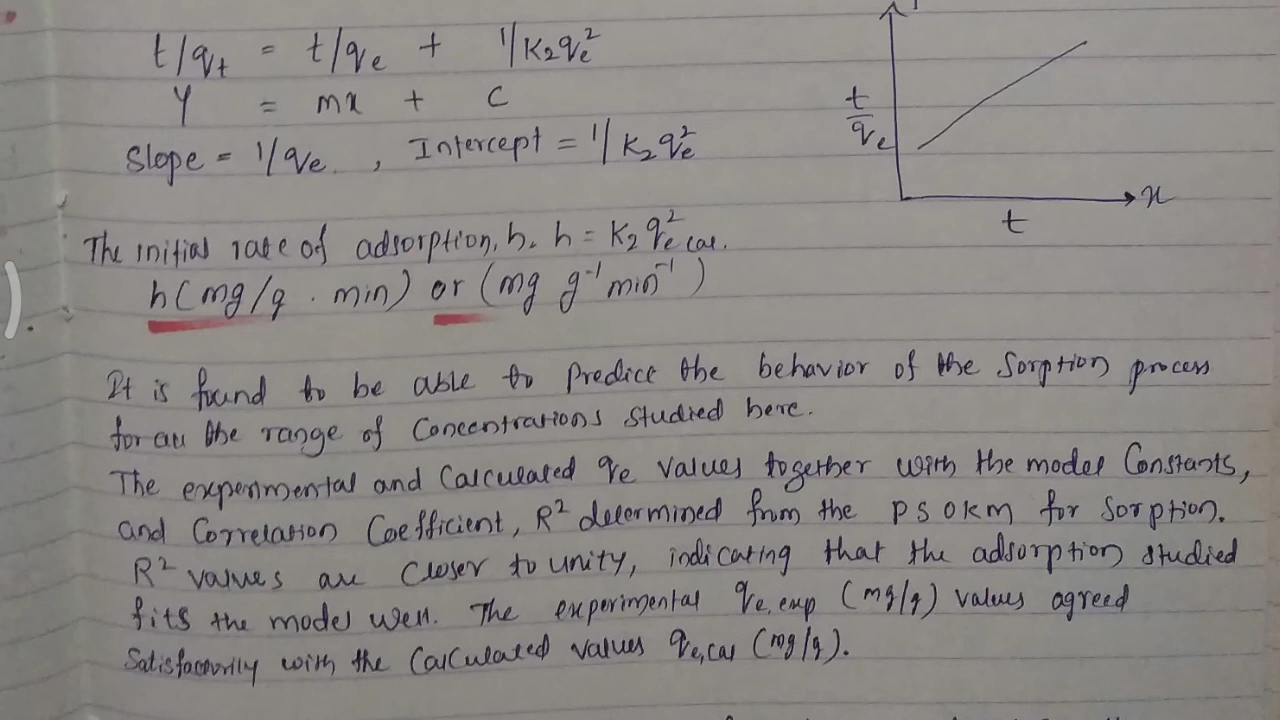 t/qt = t/qe + 1/K2qe²
Y = mx + c
Slope = 1/qe , Intercept = 1/K2qe²
t/qe
x
t
The initial rate of adsorption, h, h = K2 qe² cal.
h(mg/g . min) or (mg g⁻¹ min⁻¹)
It is found to be able to predict the behavior of the Sorption process
for all the range of Concentrations studied here.
The experimental and Calculated qe values together with the model Constants,
and Correlation Coefficient, R² determined from the PSOKM for Sorption.
R² values are closer to unity, indicating that the adsorption studied
fits the model well. The experimental qe,exp (mg/g) values agreed
Satisfactorily with the Calculated values qe,cal (mg/g).